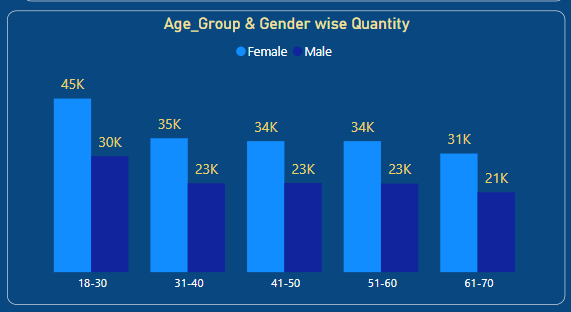 Age_Group & Gender wise Quantity
Female Male
45K
30K
35K
23K
34K
23K
34K
23K
31K
21K
18-30 31-40 41-50 51-60 61-70